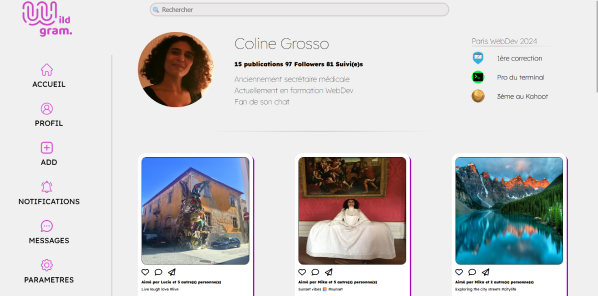 Wild
gram.
Rechercher
ACCUEIL
PROFIL
ADD
NOTIFICATIONS
MESSAGES
PARAMETRES
Coline Grosso
15 publications 97 Followers 81 Suivi(e)s
Anciennement secrétaire médicale
Actuellement en formation WebDev
Fan de son chat
Paris WebDev 2024
1ère correction
Pro du terminal
3ème au Kahoot
Aimé par Lucie et 3 autre(s) personne(s)
Live laugh love #live
Aimé par Mike et 5 autre(s) personne(s)
Sunset vibes #sunset
Aimé par Mike et 2 autre(s) personne(s)
Exploring the city streets #citylife